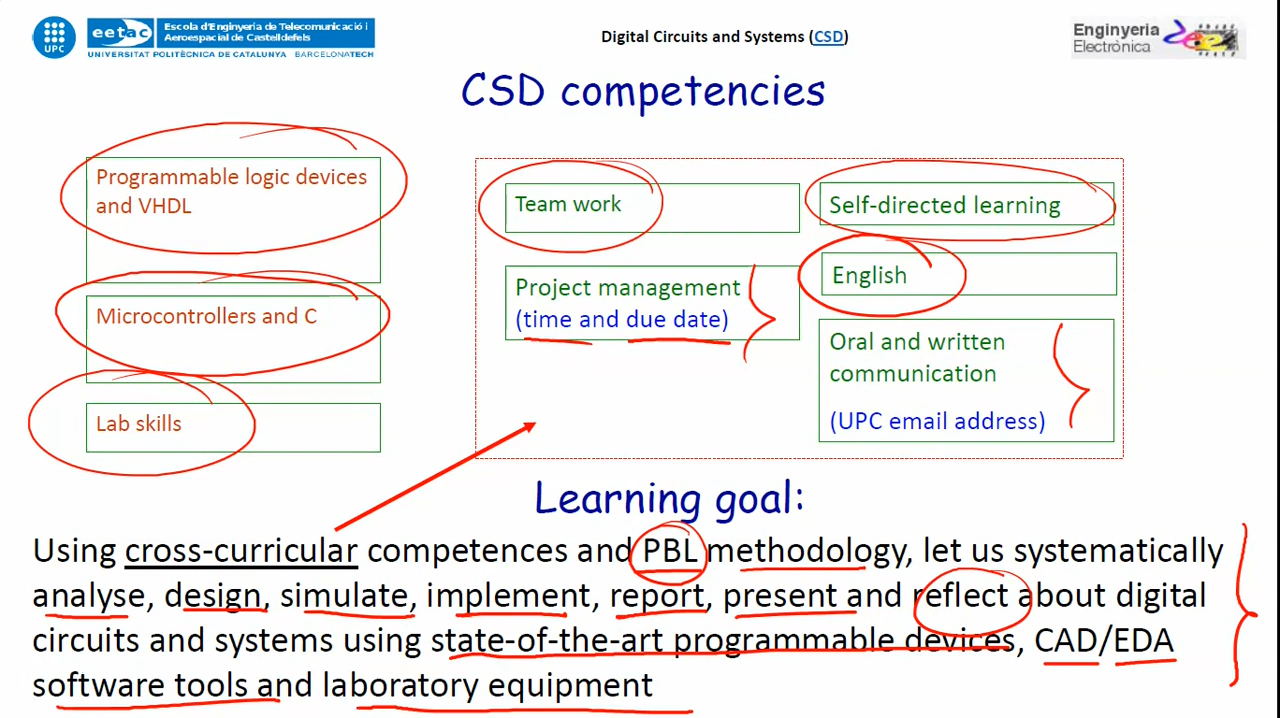 UPC
eetac
Escola d'Enginyeria de Telecomunicació i
Aeroespacial de Castelldefels
UNIVERSITAT POLITÈCNICA DE CATALUNYA BARCELONATECH
Digital Circuits and Systems (CSD)
Enginyeria
Electrònica
CSD competencies
Programmable logic devices
and VHDL
Microcontrollers and C
Lab skills
Team work
Project management
(time and due date)
Self-directed learning
English
Oral and written
communication
(UPC email address)
Learning goal:
Using cross-curricular competences and PBL methodology, let us systematically
analyse, design, simulate, implement, report, present and reflect about digital
circuits and systems using state-of-the-art programmable devices, CAD/EDA
software tools and laboratory equipment